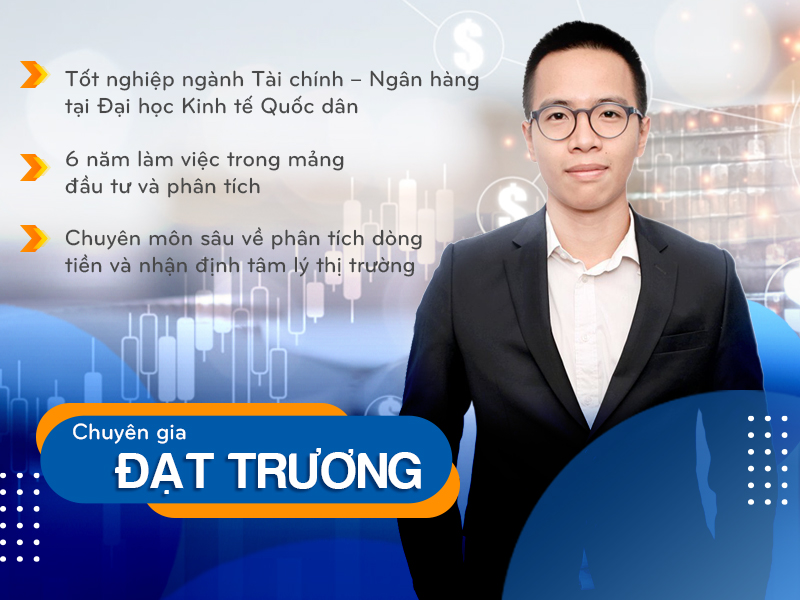 Tốt nghiệp ngành Tài chính – Ngân hàng
tại Đại học Kinh tế Quốc dân
6 năm làm việc trong mảng
đầu tư và phân tích
Chuyên môn sâu về phân tích dòng
tiền và nhận định tâm lý thị trường
Chuyên gia
ĐẠT TRƯƠNG